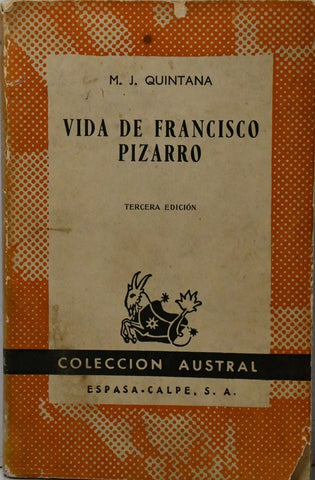 M. J. QUINTANA
VIDA DE FRANCISCO
PIZARRO
TERCERA EDICIÓN
COLECCION AUSTRAL
ESPASA-CALPE, S. A.